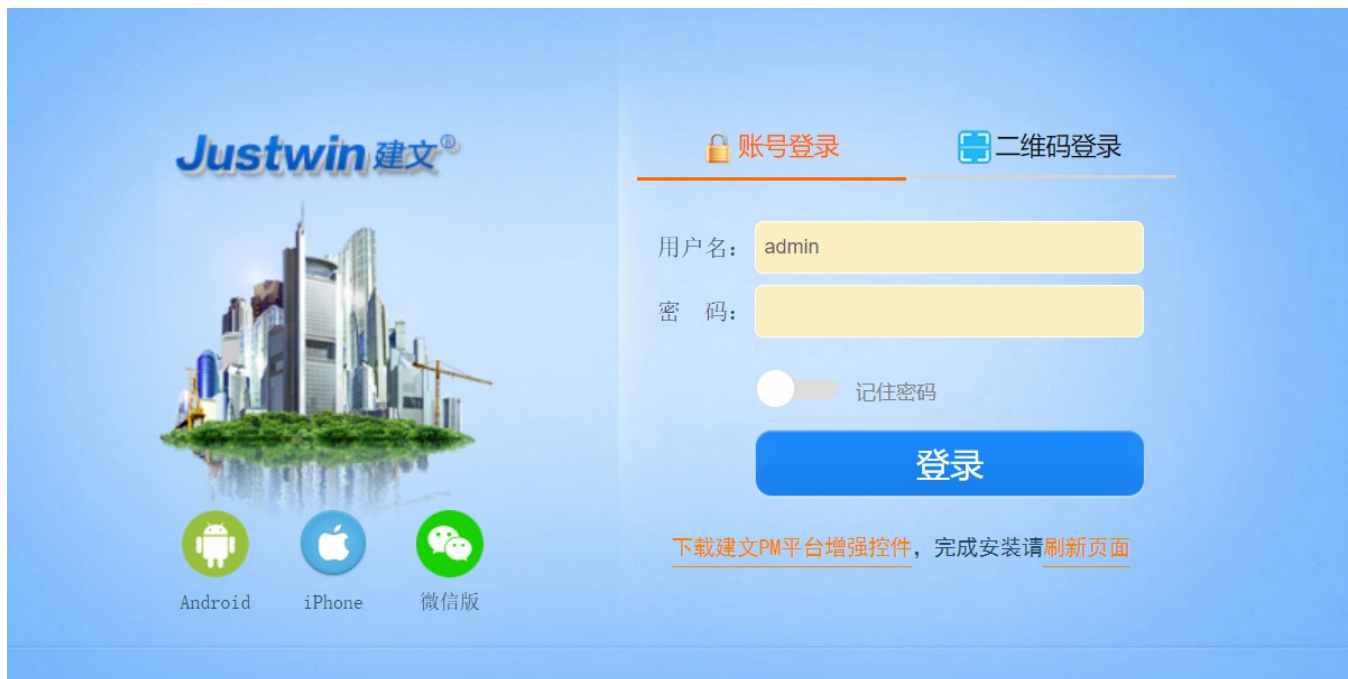 Justwin建文®
账号登录
二维码登录
用户名：
admin
密 码：
记住密码
登录
下载建文PM平台增强控件，完成安装请刷新页面
Android
iPhone
微信版